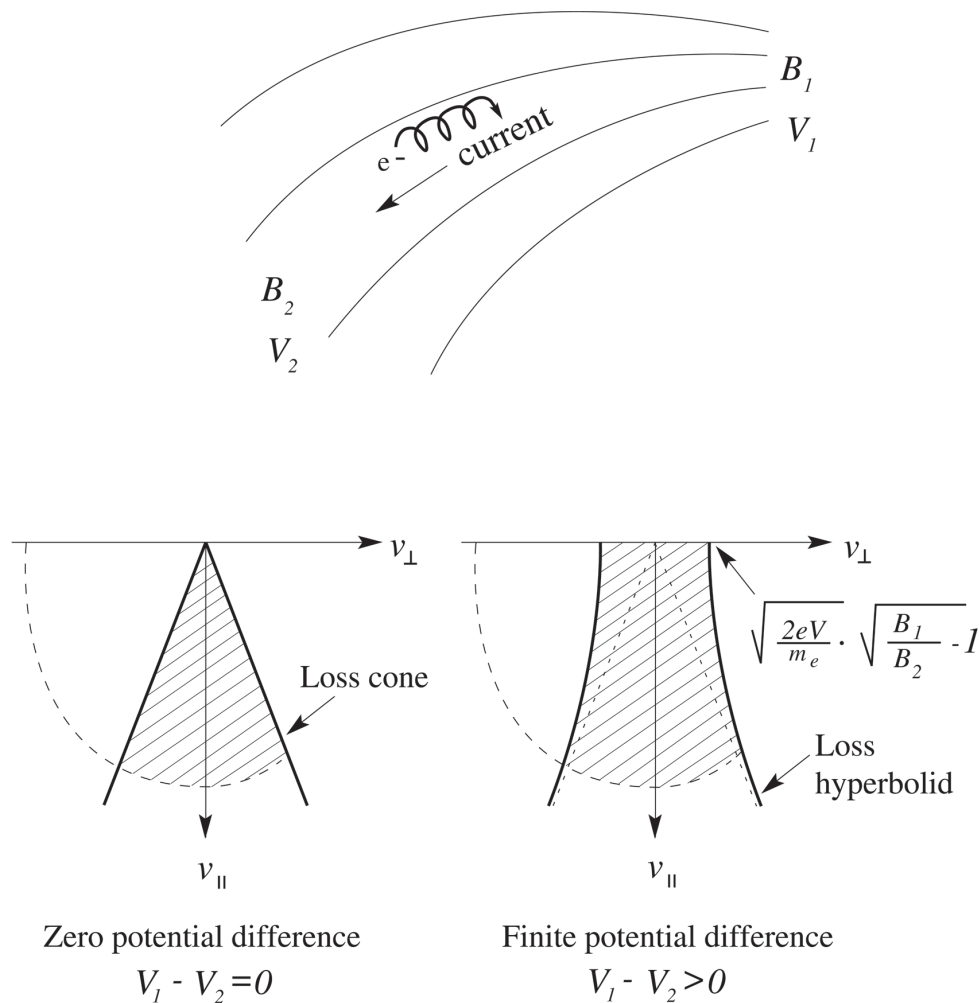 B₁
V₁
e-
current
B₂
V₂
v⊥
v⊥
√(2eV/mₑ) · √(B₁/B₂ -1)
Loss cone
Loss
hyperbolid
v∥
v∥
Zero potential difference
V₁ - V₂ =0
Finite potential difference
V₁ - V₂ >0